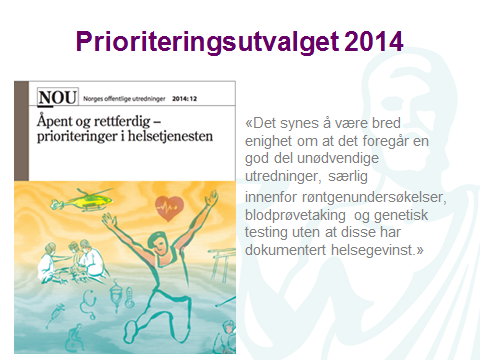 Prioriteringsutvalget 2014
NOU Norges offentlige utredninger 2014:12
Åpent og rettferdig –
prioriteringer i helsetjenesten
«Det synes å være bred
enighet om at det foregår en
god del unødvendige
utredninger, særlig
innenfor røntgenundersøkelser,
blodprøvetaking og genetisk
testing uten at disse har
dokumentert helsegevinst.»